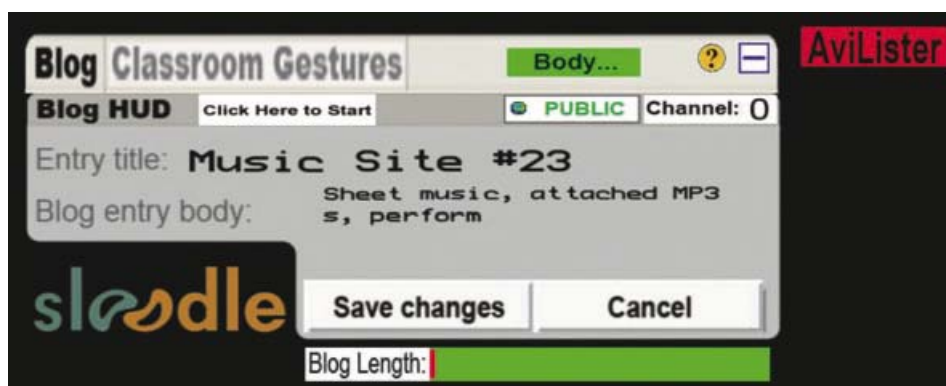 Blog Classroom Gestures Body... ? AviLister
Blog HUD Click Here to Start PUBLIC Channel: 0
Entry title: Music Site #23
Blog entry body: Sheet music, attached MP3
s, perform
sloodle
Save changes Cancel
Blog Length: